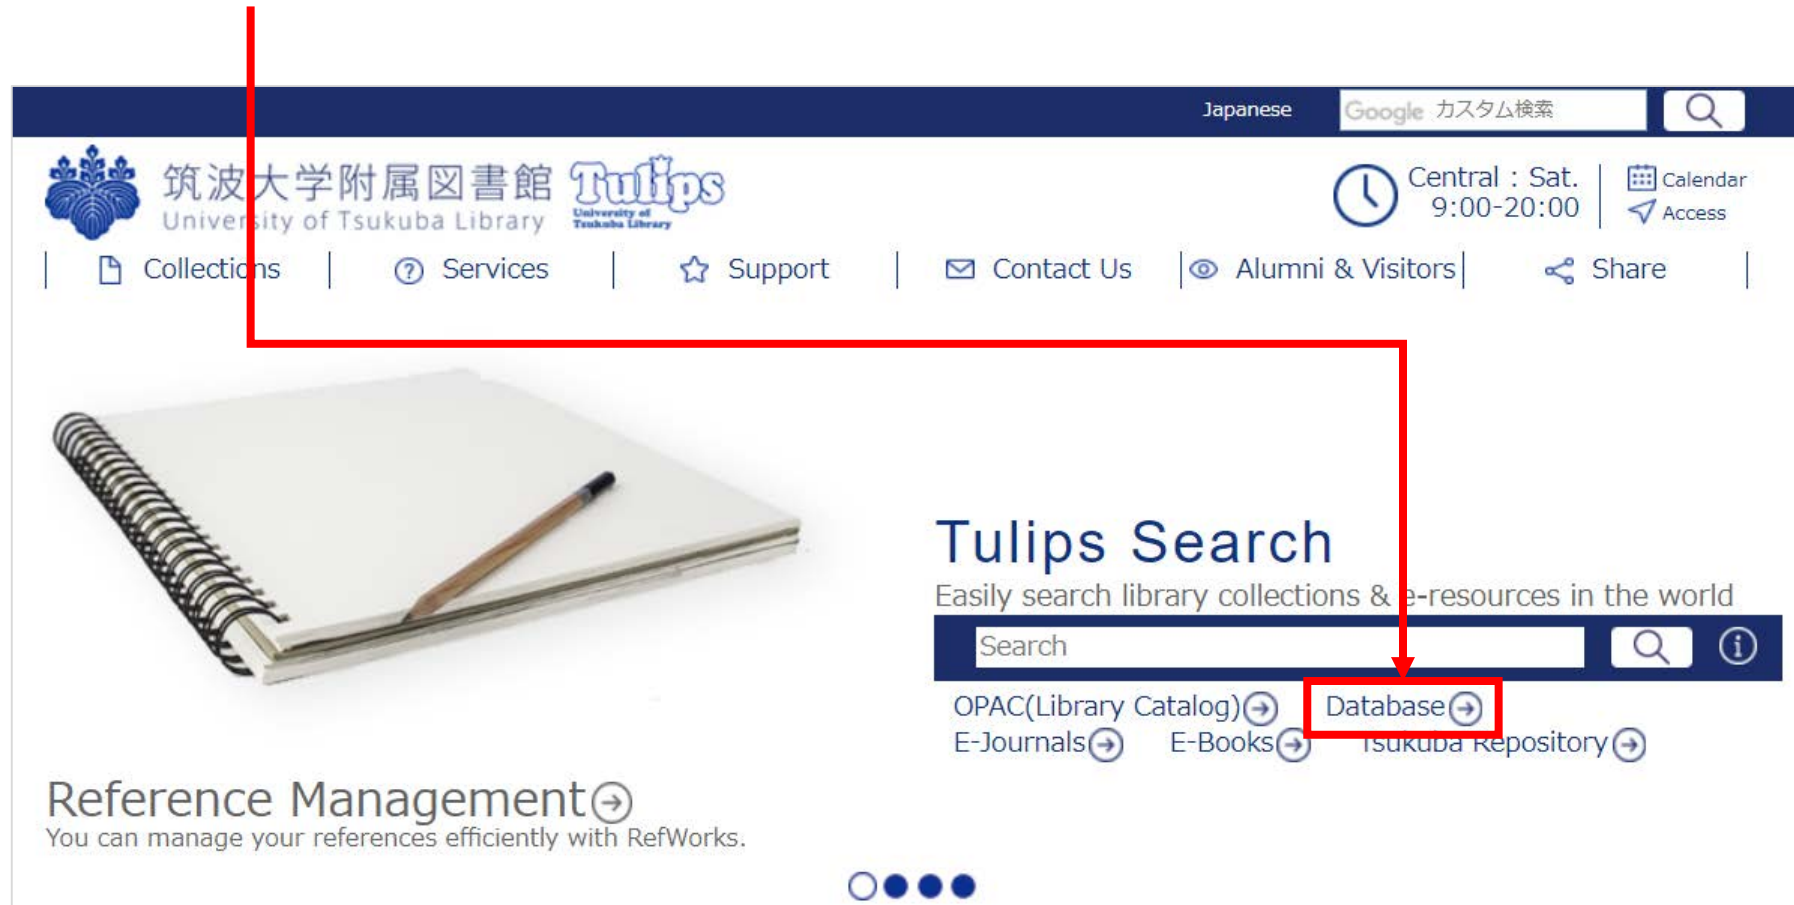 Japanese
Google カスタム検索
筑波大学附属図書館
University of Tsukuba Library
Tulips
University of
Tsukuba Library
Central : Sat.
9:00-20:00
Calendar
Access
Collections
Services
Support
Contact Us
Alumni & Visitors
Share
Tulips Search
Easily search library collections & e-resources in the world
Search
OPAC(Library Catalog) Database
E-Journals E-Books Tsukuba Repository
Reference Management
You can manage your references efficiently with RefWorks.